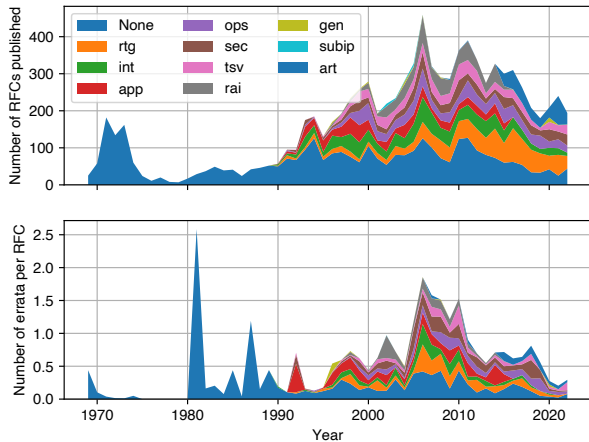 Number of RFCs published
400
300
200
100
0
None ops gen
rtg sec subip
int tsv art
app rai
Number of errata per RFC
2.5
2.0
1.5
1.0
0.5
0.0
1970 1980 1990 2000 2010 2020
Year